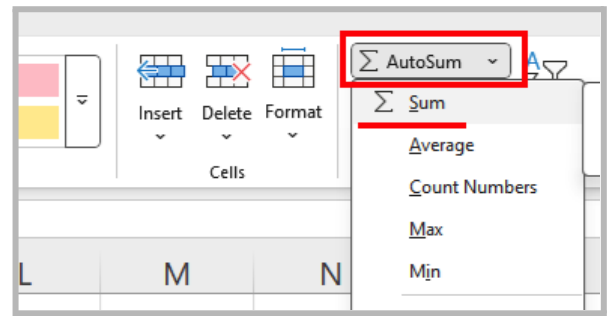 Σ AutoSum
Insert Delete Format
Cells
Σ Sum
Average
Count Numbers
Max
Min
L M N